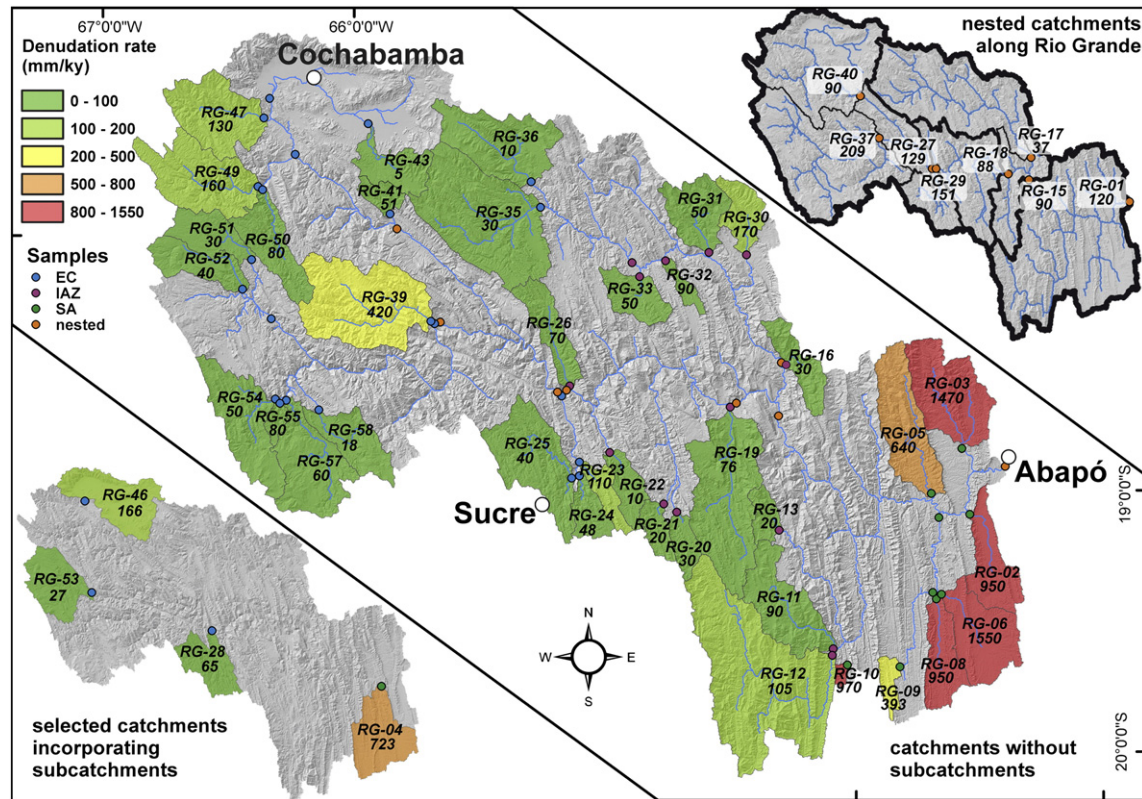 67°0'0"W
66°0'0"W
Denudation rate
(mm/ky)
0 - 100
100 - 200
200 - 500
500 - 800
800 - 1550
Samples
EC
IAZ
SA
nested
Cochabamba
RG-47
130
RG-49
160
RG-43
5
RG-41
51
RG-36
10
RG-35
30
RG-51
30
RG-52
40
RG-50
80
RG-39
420
RG-31
50
RG-30
170
RG-33
50
RG-32
90
RG-26
70
RG-16
30
RG-54
50
RG-55
80
RG-58
18
RG-57
60
RG-25
40
RG-23
110
RG-24
48
RG-22
10
RG-21
20
RG-20
30
RG-19
76
RG-13
20
RG-11
90
RG-12
105
RG-10
970
RG-09
393
RG-03
1470
RG-05
640
RG-02
950
RG-06
1550
RG-08
950
Sucre
Abapó
N
W
E
S
catchments without
subcatchments
nested catchments
along Rio Grande
RG-40
90
RG-37
209
RG-27
129
RG-29
151
RG-18
88
RG-17
37
RG-15
90
RG-01
120
RG-46
166
RG-53
27
RG-28
65
RG-04
723
selected catchments
incorporating
subcatchments
19°0'0"S
20°0'0"S